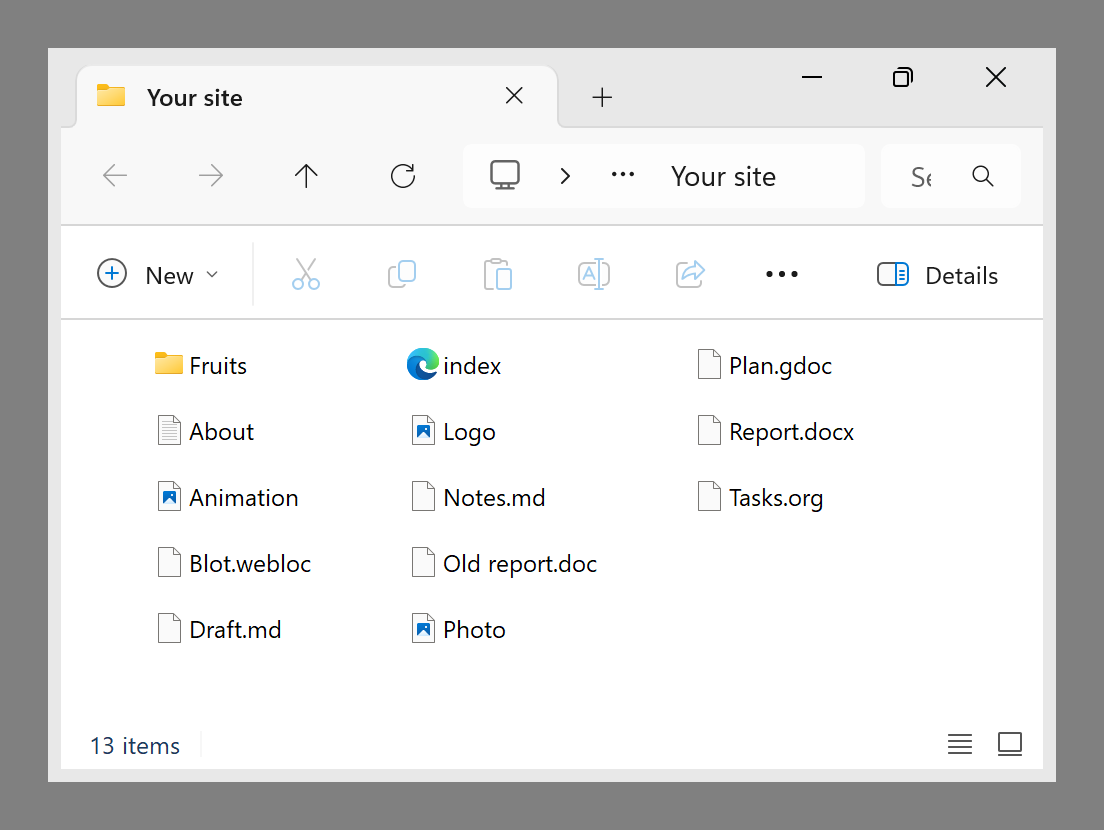 Your site
Your site
Se
New
Details
Fruits
About
Animation
Blot.webloc
Draft.md
index
Logo
Notes.md
Old report.doc
Photo
Plan.gdoc
Report.docx
Tasks.org
13 items